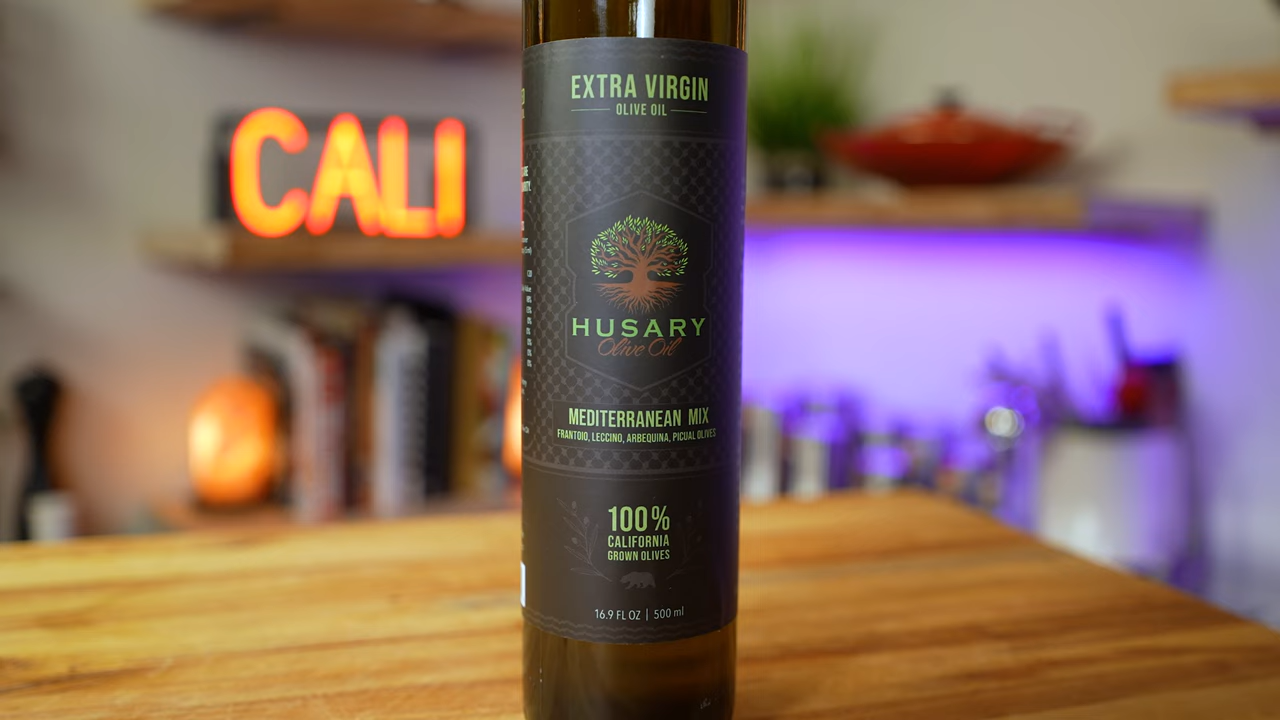 CALI
EXTRA VIRGIN
OLIVE OIL
HUSARY
Olive Oil
MEDITERRANEAN MIX
FRANTOIO, LECCINO, ARBEQUINA, PICUAL OLIVES
100%
CALIFORNIA
GROWN OLIVES
16.9 FL OZ | 500 ml